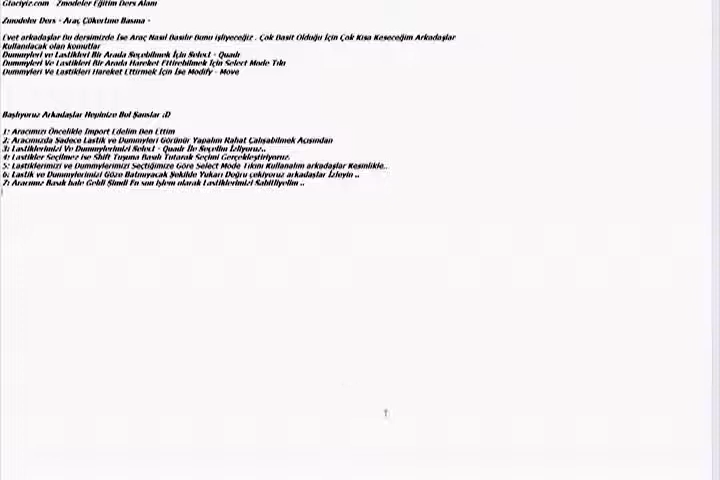 Gtaciyiz.com - Zmodeler Eğitim Ders Alanı
Zmodeler Ders - Araç Çökertme Basma -
Evet arkadaşlar Bu dersimizde İse Araç Nasıl Basılır Bunu işliyeceğiz . Çok Basit Olduğu İçin Çok Kısa Keseceğim Arkadaşlar
Kullanılacak olan komutlar
Dummyleri ve Lastikleri Bir Arada Seçebilmek İçin Select - Quadr
Dummyleri Ve Lastikleri Bir Arada Hareket Ettirebilmek İçin Select Mode Tıkı
Dummyleri Ve Lastikleri Hareket Ettirmek İçin İse Modify - Move
Başlıyoruz Arkadaşlar Hepinize Bol Şanslar :D
1: Aracımızı Öncelikle Import Edelim Ben Ettim
2: Aracımızda Sadece Lastik ve Dummyleri Görünür Yapalım Rahat Çalışabilmek Açısından
3: Lastiklerimizi Ve Dummylerimizi Select - Quadr İle Seçelim İzliyoruz..
4: Lastikler Seçilmez ise Shift Tuşuna Basılı Tutarak Seçimi Gerçekleştiriyoruz.
5: Lastiklerimizi ve Dummylerimizi Seçtiğimize Göre Select Mode Tıkını Kullanalım arkadaşlar Kesinlikle..
6: Lastik ve Dummylerimizi Göze Batmıyacak Şekilde Yukarı Doğru çekiyoruz arkadaşlar İzleyin ..
7: Aracımız Basık hale Geldi Şimdi En son işlem olarak Lastiklerimizi Sabitliyelim ..